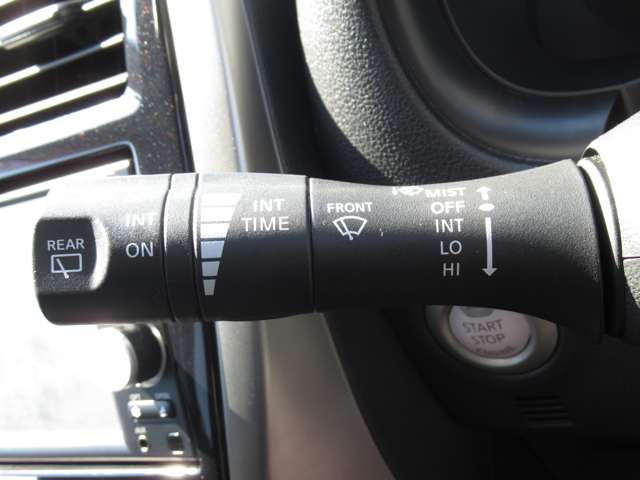 REAR
INT
ON
INT
TIME
FRONT
MIST
OFF
INT
LO
HI
START
STOP